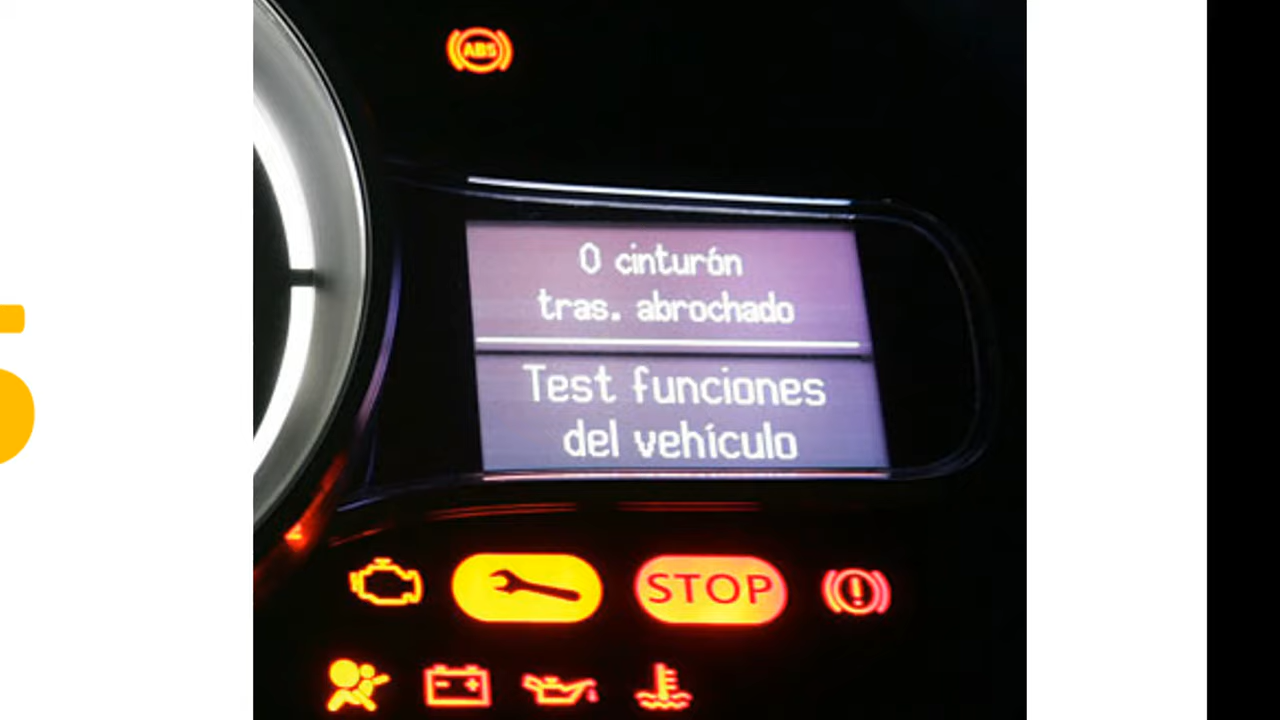 ABS
0 cinturón
tras. abrochado
Test funciones
del vehículo
STOP